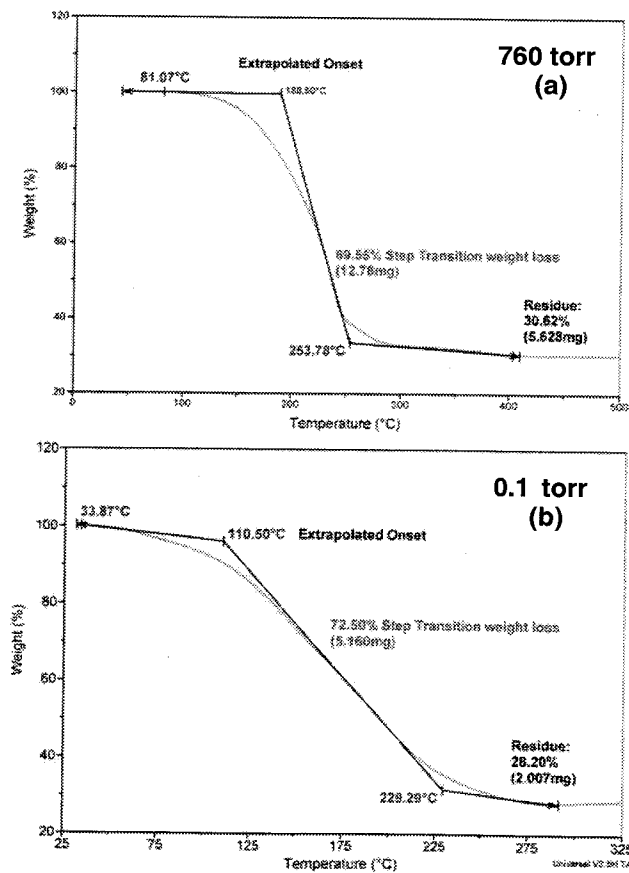 120
100
80
60
40
20
Weight (%)
760 torr
(a)
Extrapolated Onset
81.07°C
69.55% Step Transition weight loss
(12.78mg)
Residue:
30.62%
(5.628mg)
253.78°C
0
100
200
300
400
500
Temperature (°C)
120
100
80
60
40
20
Weight (%)
0.1 torr
(b)
33.87°C
110.50°C
Extrapolated Onset
72.50% Step Transition weight loss
(5.160mg)
Residue:
28.20%
(2.007mg)
229.29°C
25
75
125
175
225
275
325
Temperature (°C)